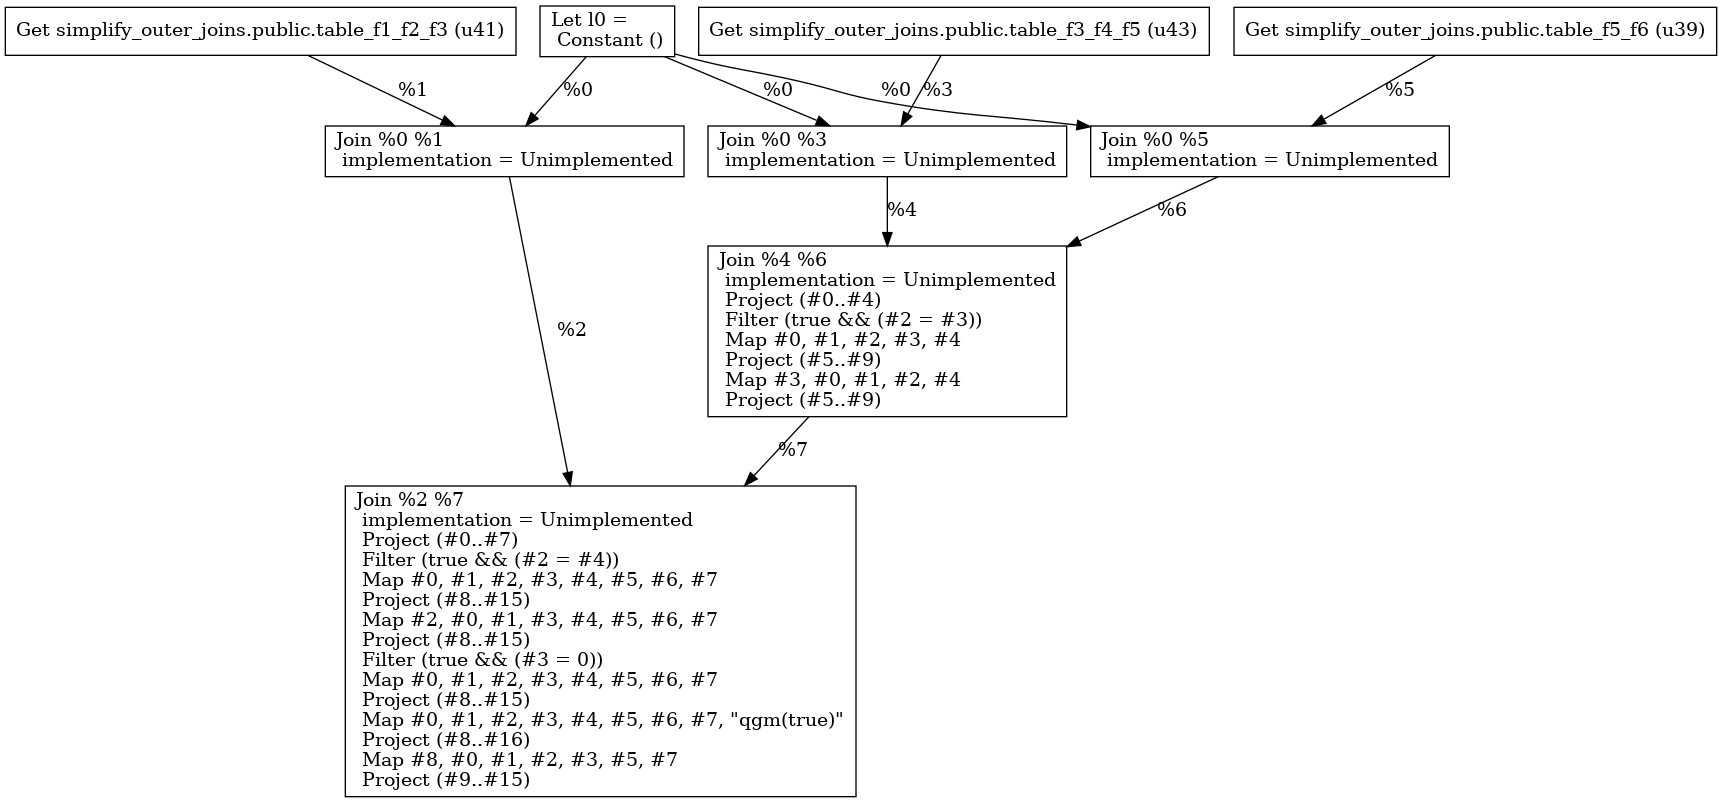 Get simplify_outer_joins.public.table_f1_f2_f3 (u41)
Let l0 =
Constant ()
Get simplify_outer_joins.public.table_f3_f4_f5 (u43)
Get simplify_outer_joins.public.table_f5_f6 (u39)
%1
%0
%0
%0
%3
%5
Join %0 %1
implementation = Unimplemented
Join %0 %3
implementation = Unimplemented
Join %0 %5
implementation = Unimplemented
%4
%6
Join %4 %6
implementation = Unimplemented
Project (#0..#4)
Filter (true && (#2 = #3))
Map #0, #1, #2, #3, #4
Project (#5..#9)
Map #3, #0, #1, #2, #4
Project (#5..#9)
%2
%7
Join %2 %7
implementation = Unimplemented
Project (#0..#7)
Filter (true && (#2 = #4))
Map #0, #1, #2, #3, #4, #5, #6, #7
Project (#8..#15)
Map #2, #0, #1, #3, #4, #5, #6, #7
Project (#8..#15)
Filter (true && (#3 = 0))
Map #0, #1, #2, #3, #4, #5, #6, #7
Project (#8..#15)
Map #0, #1, #2, #3, #4, #5, #6, #7, "qgm(true)"
Project (#8..#16)
Map #8, #0, #1, #2, #3, #5, #7
Project (#9..#15)